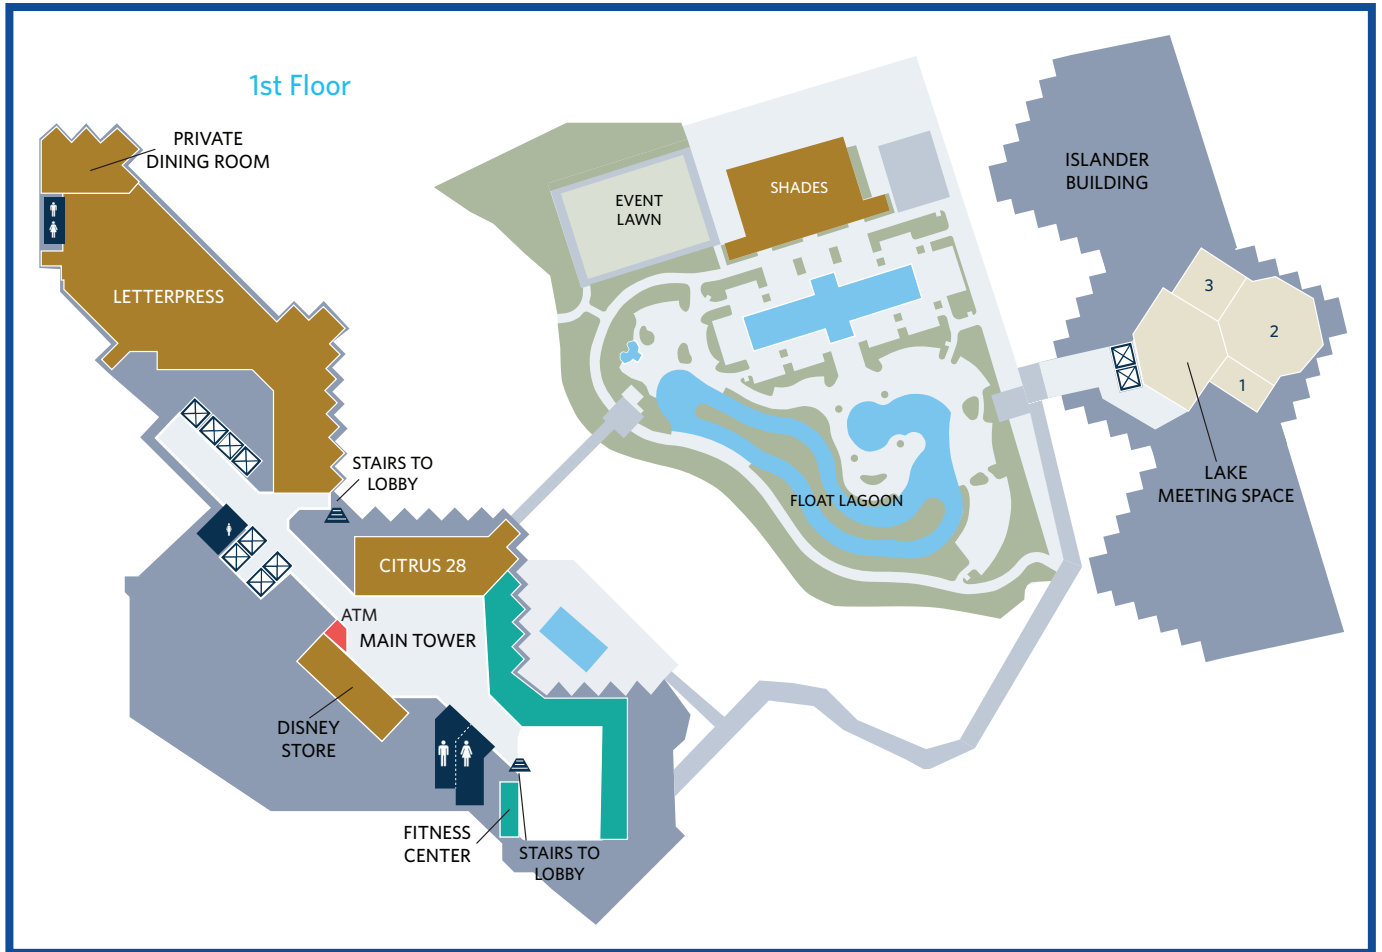 1st Floor
PRIVATE
DINING ROOM
LETTERPRESS
STAIRS TO
LOBBY
CITRUS 28
ATM
MAIN TOWER
DISNEY
STORE
FITNESS
CENTER
STAIRS TO
LOBBY
EVENT
LAWN
SHADES
FLOAT LAGOON
ISLANDER
BUILDING
3
2
1
LAKE
MEETING SPACE